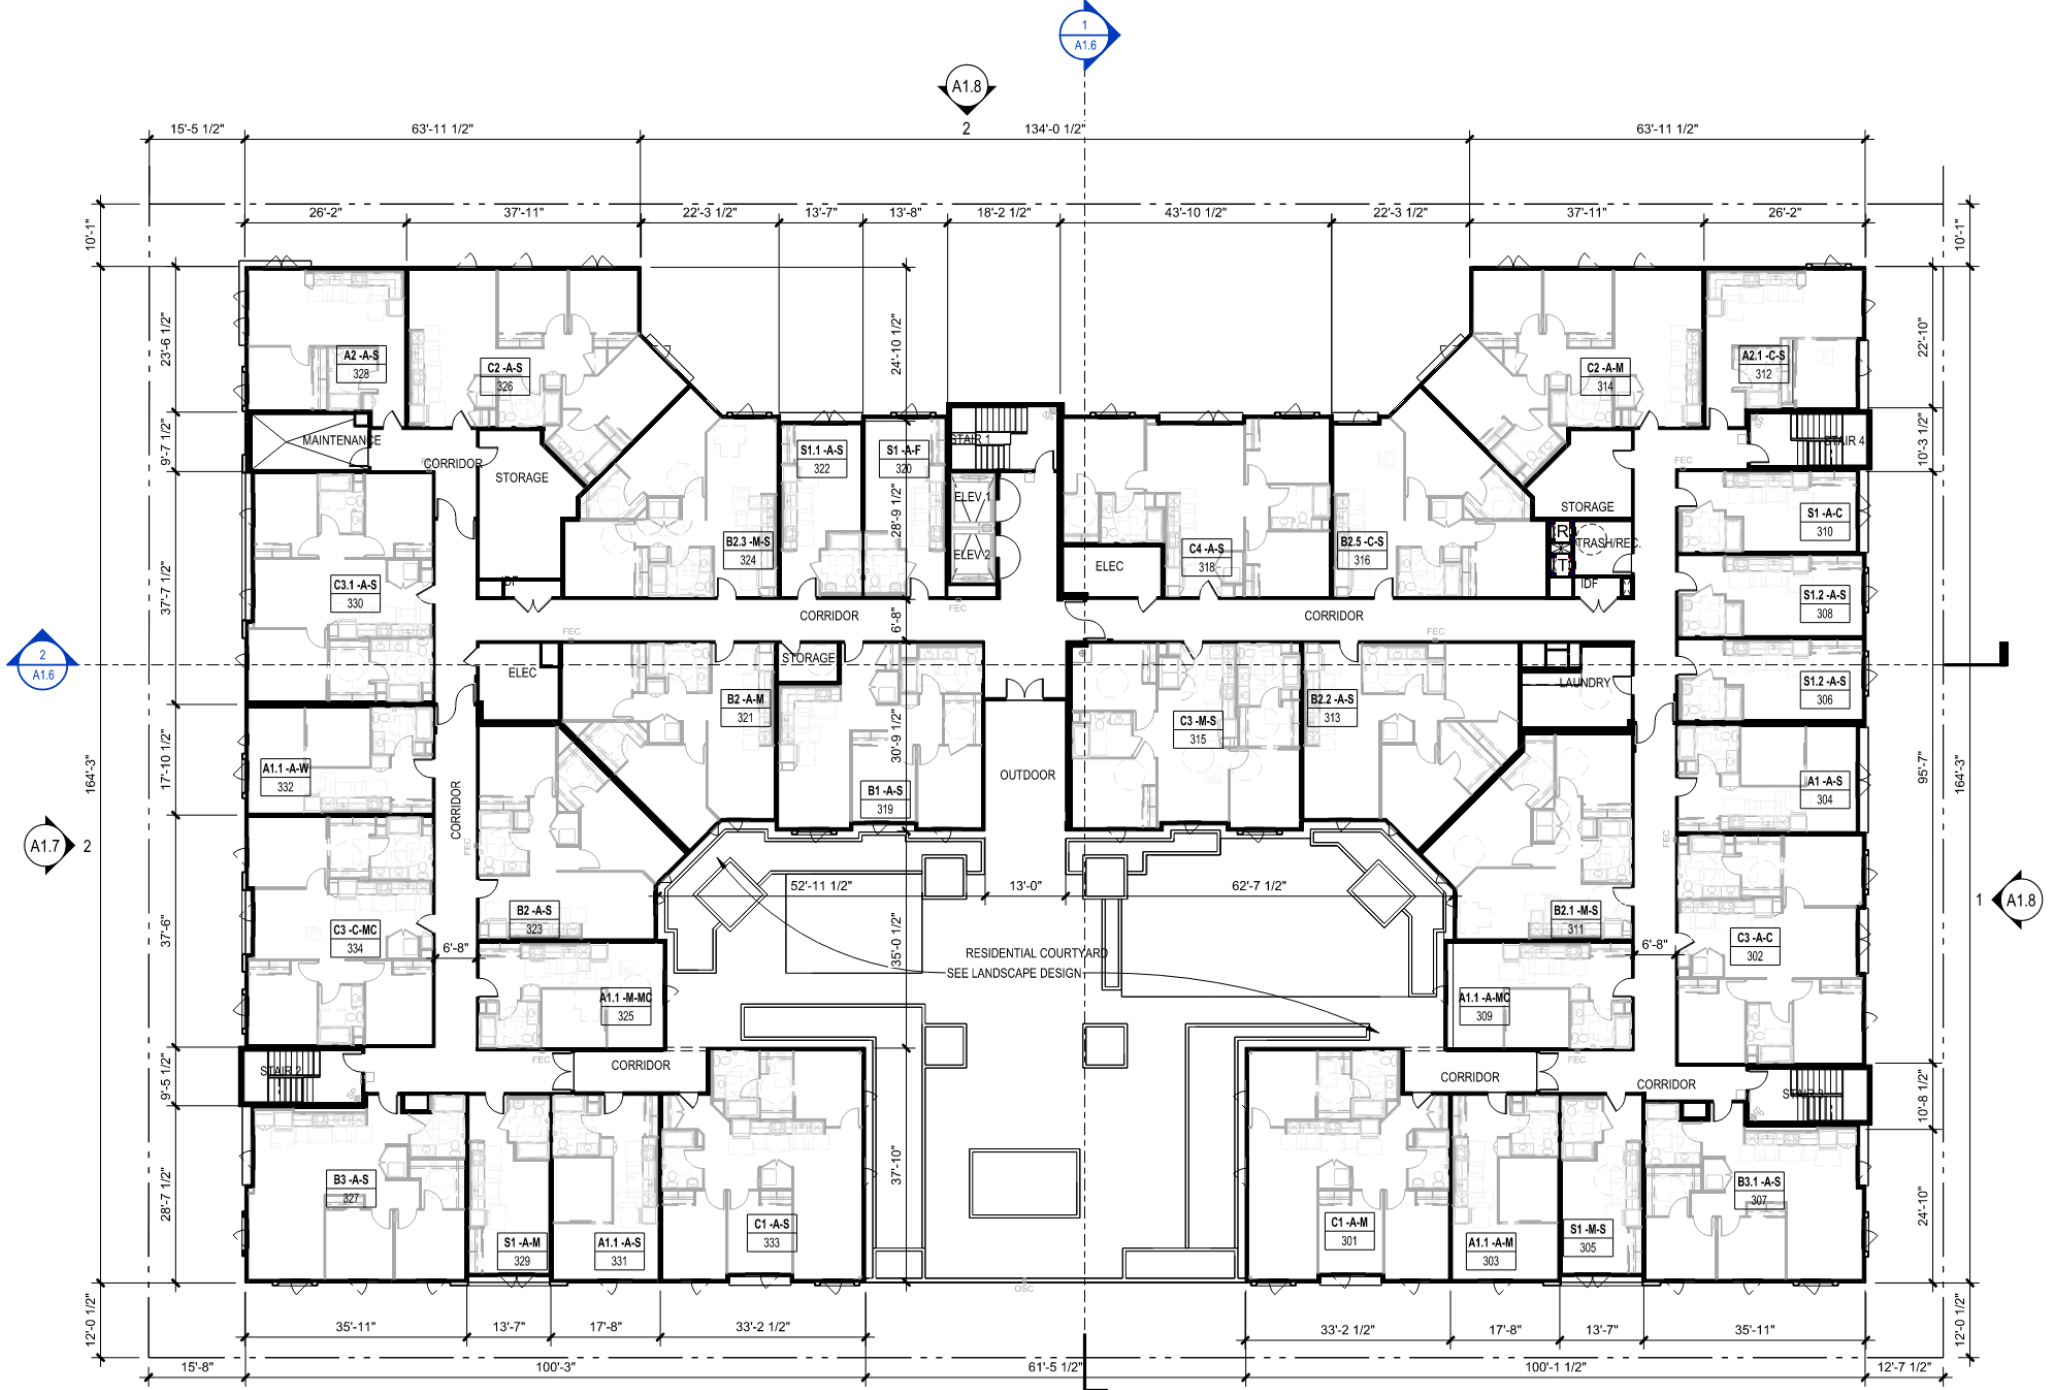 1
A1.6
A1.8
2
15'-5 1/2"
63'-11 1/2"
134'-0 1/2"
63'-11 1/2"
26'-2"
37'-11"
22'-3 1/2"
13'-7"
13'-8"
18'-2 1/2"
43'-10 1/2"
22'-3 1/2"
37'-11"
26'-2"
10'-1"
10'-1"
23'-6 1/2"
24'-10 1/2"
22'-10"
A2 -A-S
328
C2 -A-S
326
C2 -A-M
314
A2.1 -C-S
312
MAINTENANCE
CORRIDOR
STORAGE
S1.1 -A-S
322
S1 -A-F
320
STAIR 1
STAIR 4
FEC
9'-7 1/2"
10'-3 1/2"
ELEV.1
ELEV.2
28'-9 1/2"
STORAGE
S1 -A-C
310
R
T
TRASH/REC.
B2.3 -M-S
324
C4 -A-S
318
ELEC
B2.5 -C-S
316
IDF
IDF
C3.1 -A-S
330
37'-7 1/2"
S1.2 -A-S
308
FEC
CORRIDOR
6'-8"
CORRIDOR
FEC
FEC
2
A1.6
ELEC
STORAGE
LAUNDRY
S1.2 -A-S
306
B2 -A-M
321
B2.2 -A-S
313
C3 -M-S
315
30'-9 1/2"
164'-3"
17'-10 1/2"
A1.1 -A-W
332
CORRIDOR
B1 -A-S
319
OUTDOOR
A1 -A-S
304
95'-7"
164'-3"
A1.7
2
FEC
FEC
52'-11 1/2"
13'-0"
62'-7 1/2"
1
A1.8
37'-6"
C3 -C-MC
334
B2 -A-S
323
B2.1 -M-S
311
C3 -A-C
302
6'-8"
6'-8"
35'-0 1/2"
RESIDENTIAL COURTYARD
SEE LANDSCAPE DESIGN
A1.1 -M-MC
325
A1.1 -A-MC
309
FEC
FEC
9'-5 1/2"
STAIR 2
CORRIDOR
CORRIDOR
CORRIDOR
STAIR 3
10'-8 1/2"
28'-7 1/2"
B3 -A-S
327
S1 -A-M
329
A1.1 -A-S
331
C1 -A-S
333
37'-10"
C1 -A-M
301
A1.1 -A-M
303
S1 -M-S
305
B3.1 -A-S
307
24'-10"
OSC
12'-0 1/2"
12'-0 1/2"
35'-11"
13'-7"
17'-8"
33'-2 1/2"
33'-2 1/2"
17'-8"
13'-7"
35'-11"
15'-8"
100'-3"
61'-5 1/2"
100'-1 1/2"
12'-7 1/2"